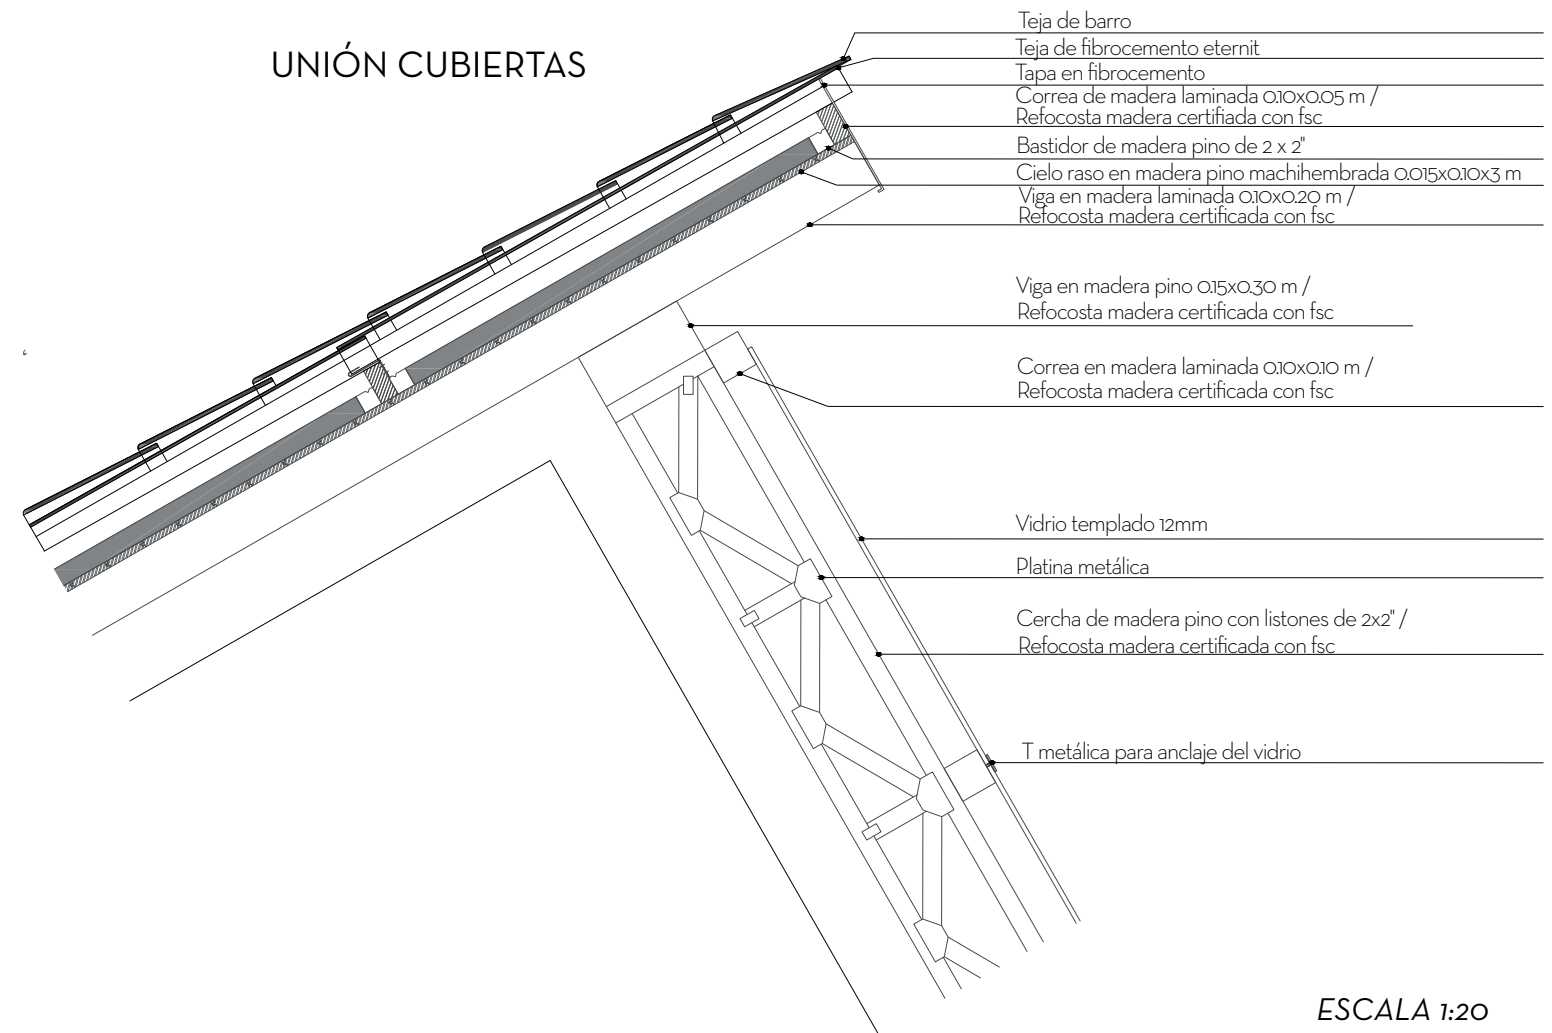 UNIÓN CUBIERTAS
Teja de barro
Teja de fibrocemento eternit
Tapa en fibrocemento
Correa de madera laminada 0.10x0.05 m /
Refocosta madera certifiada con fsc
Bastidor de madera pino de 2 x 2"
Cielo raso en madera pino machihembrada 0.015x0.10x3 m
Viga en madera laminada 0.10x0.20 m /
Refocosta madera certificada con fsc
Viga en madera pino 0.15x0.30 m /
Refocosta madera certificada con fsc
Correa en madera laminada 0.10x0.10 m /
Refocosta madera certificada con fsc
Vidrio templado 12mm
Platina metálica
Cercha de madera pino con listones de 2x2" /
Refocosta madera certificada con fsc
T metálica para anclaje del vidrio
ESCALA 1:20